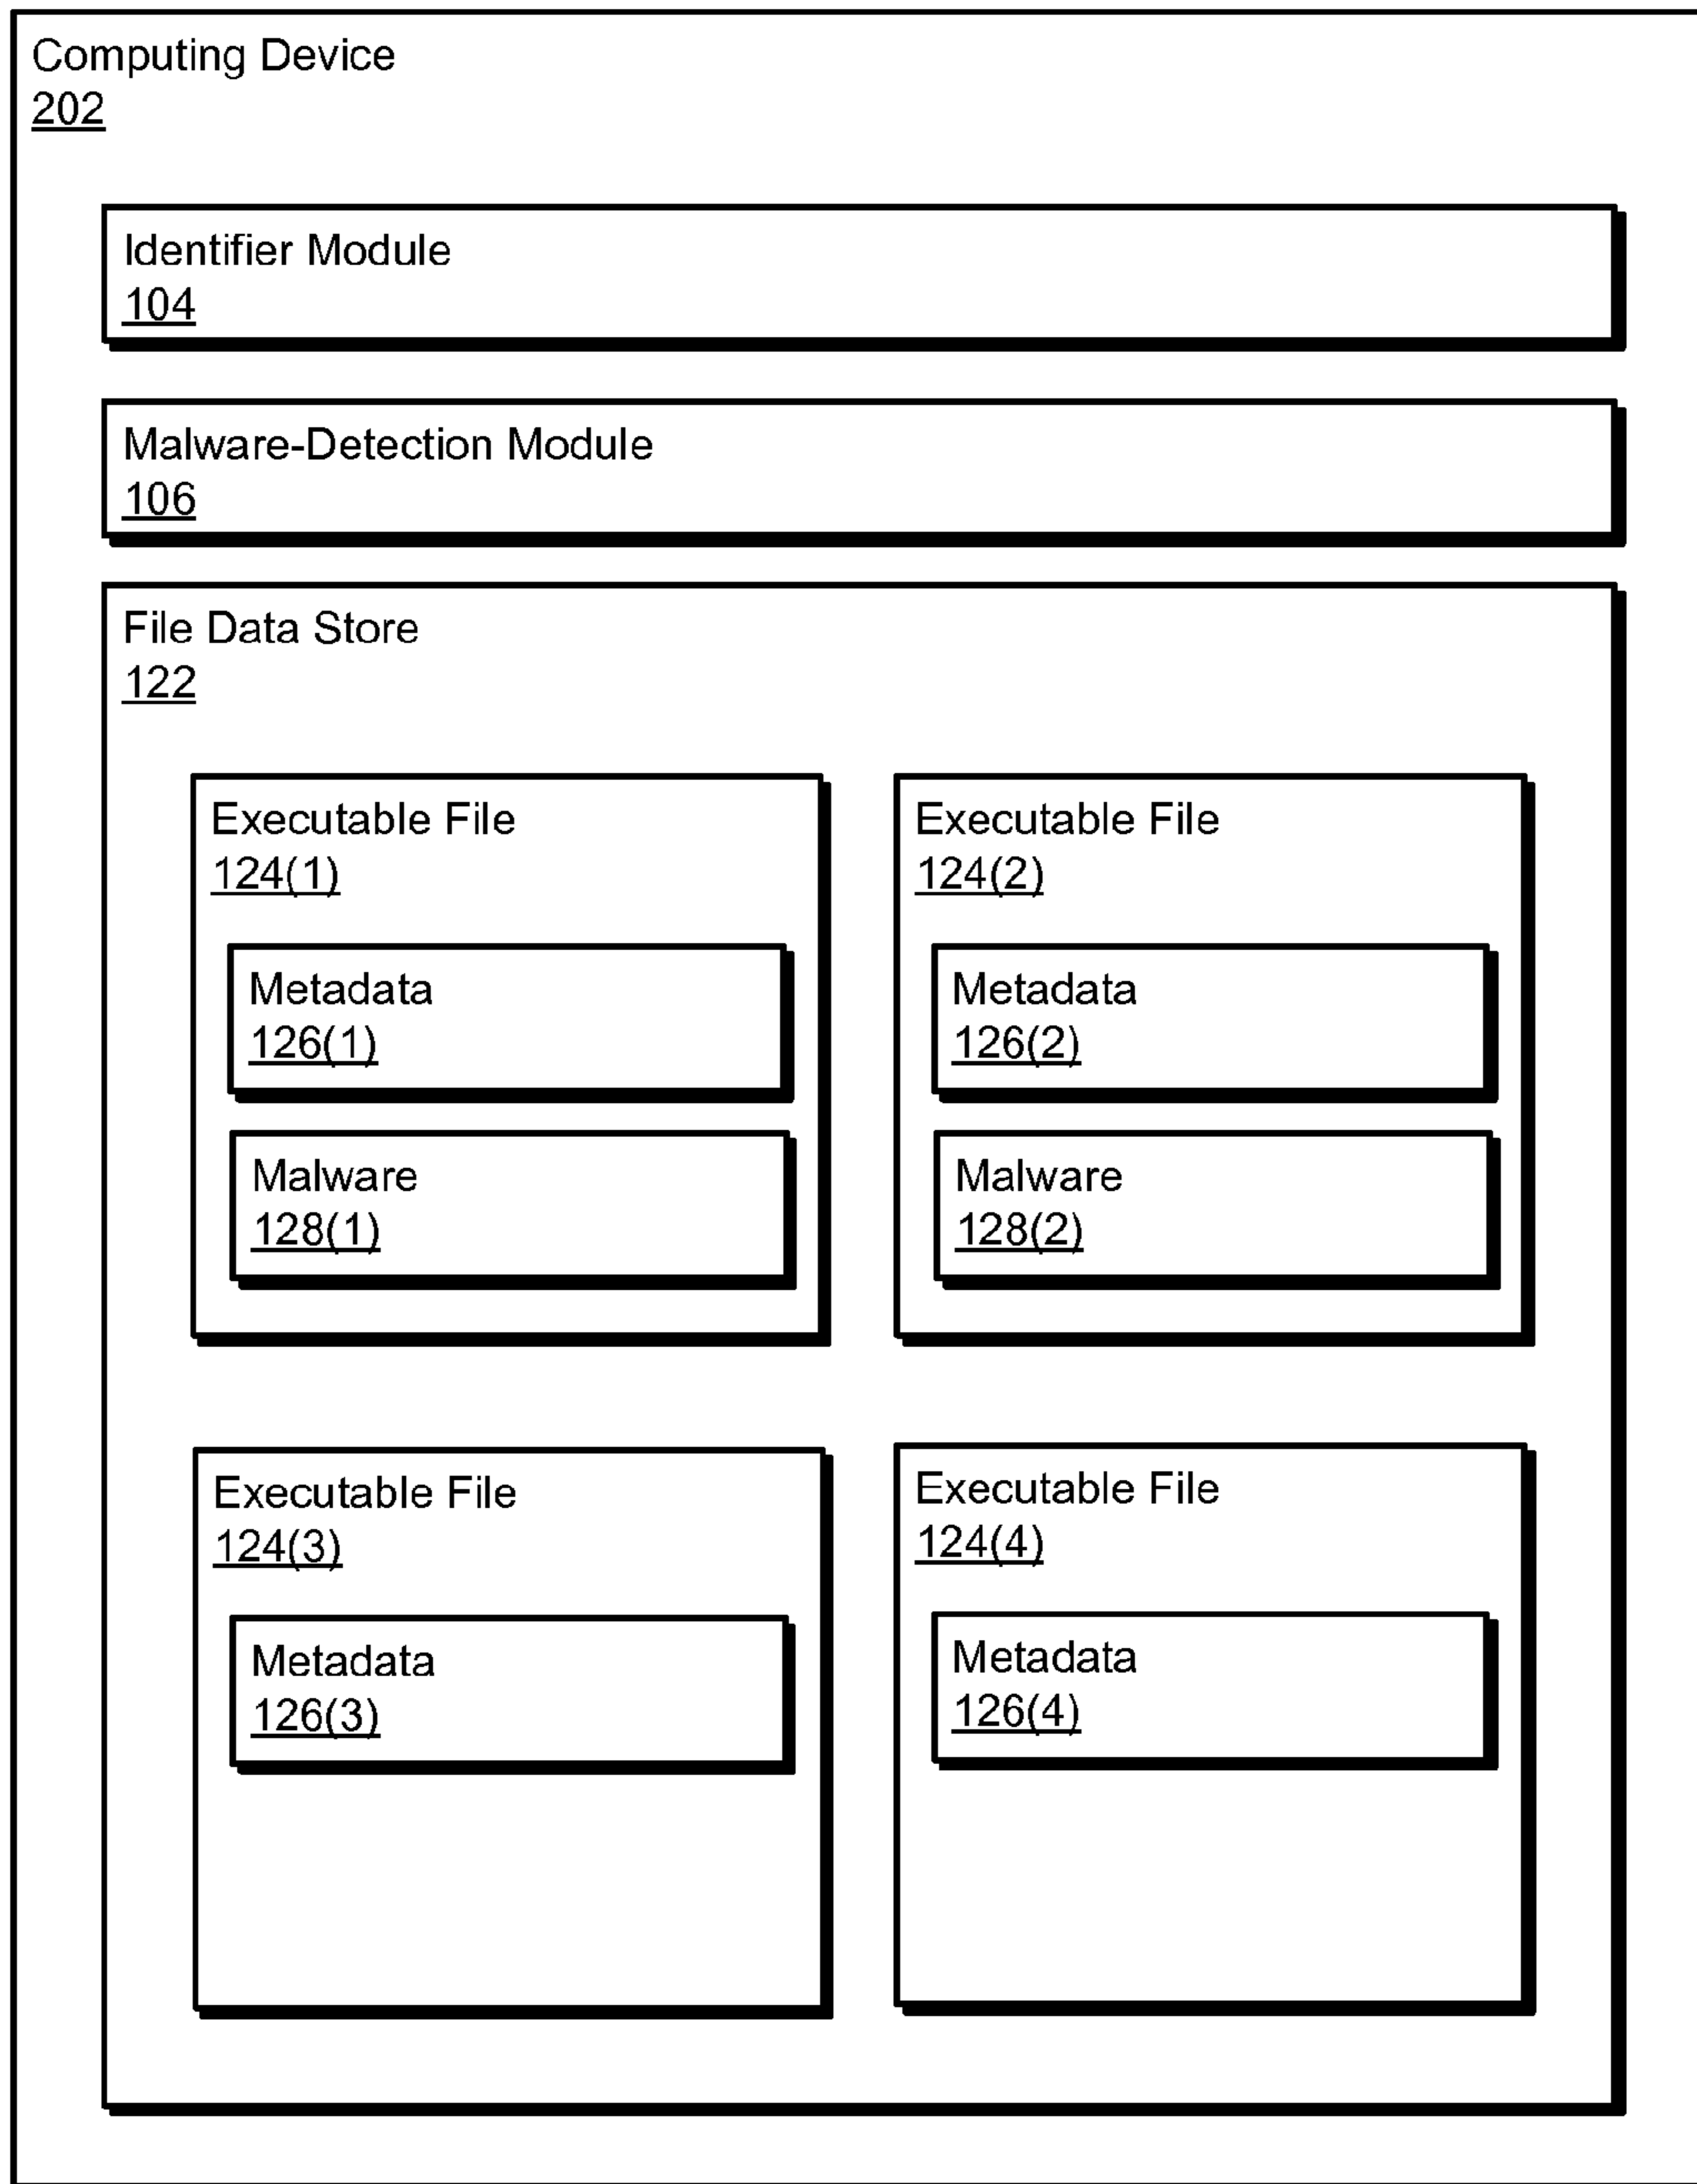 Computing Device
202
Identifier Module
104
Malware-Detection Module
106
File Data Store
122
Executable File
124(1)
Metadata
126(1)
Malware
128(1)
Executable File
124(2)
Metadata
126(2)
Malware
128(2)
Executable File
124(3)
Metadata
126(3)
Executable File
124(4)
Metadata
126(4)